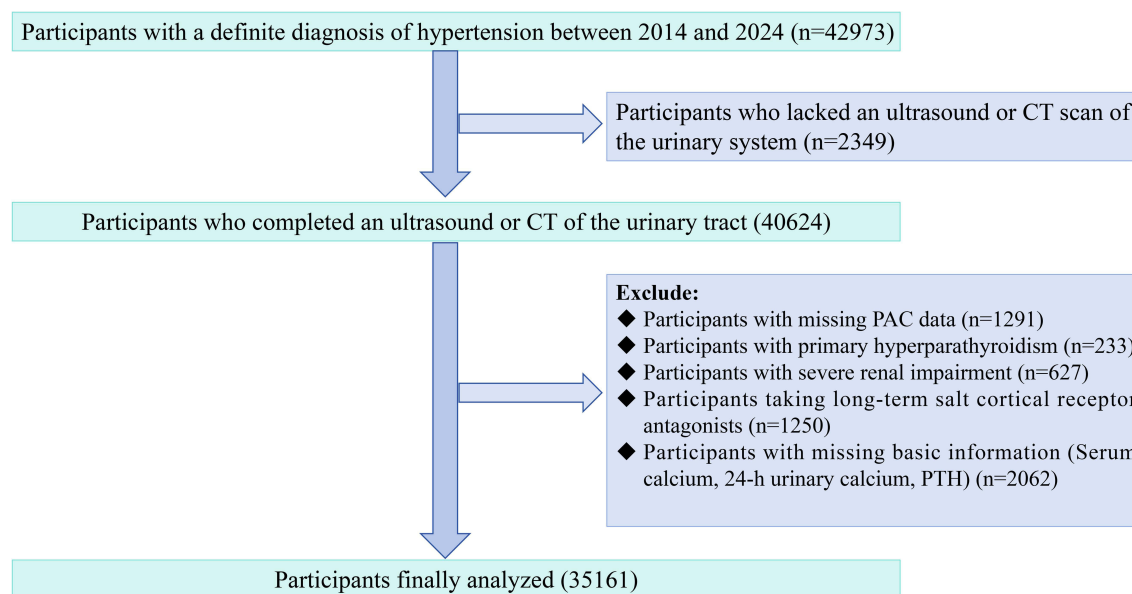 Participants with a definite diagnosis of hypertension between 2014 and 2024 (n=42973)
Participants who lacked an ultrasound or CT scan of
the urinary system (n=2349)
Participants who completed an ultrasound or CT of the urinary tract (40624)
Exclude:
◆ Participants with missing PAC data (n=1291)
◆ Participants with primary hyperparathyroidism (n=233)
◆ Participants with severe renal impairment (n=627)
◆ Participants taking long-term salt cortical receptor
antagonists (n=1250)
◆ Participants with missing basic information (Serum
calcium, 24-h urinary calcium, PTH) (n=2062)
Participants finally analyzed (35161)